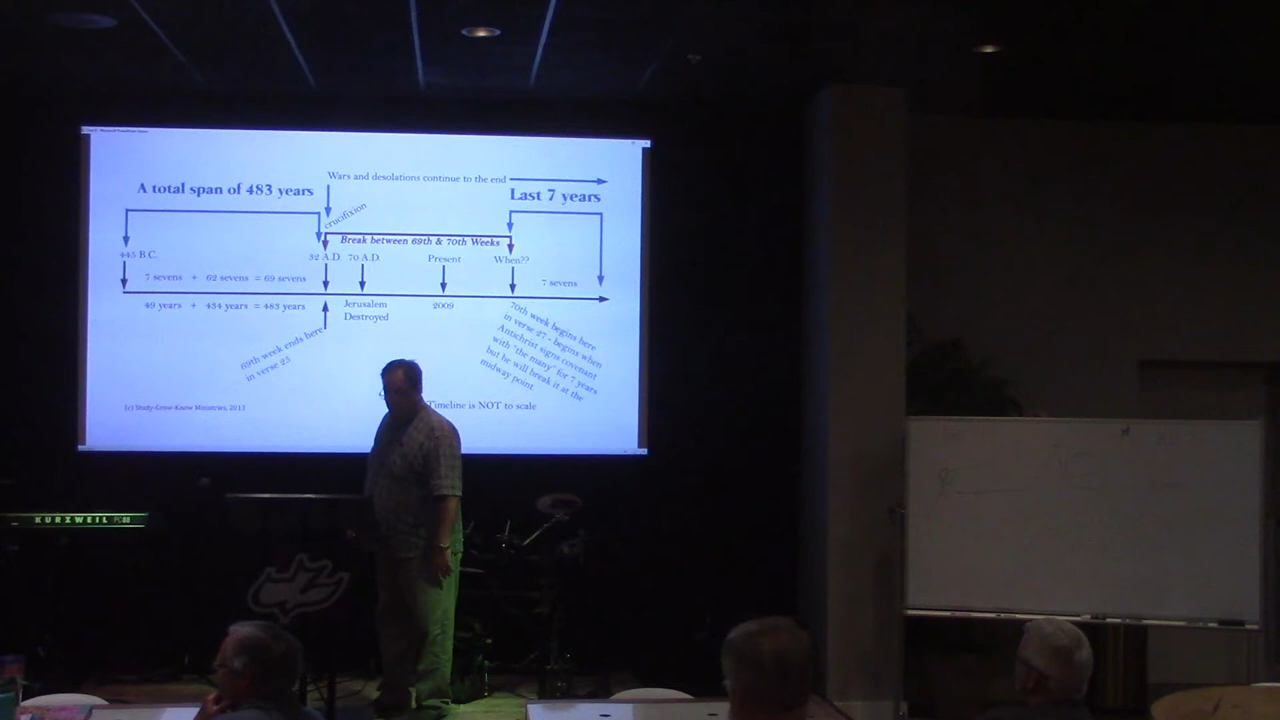 Wars and desolations continue to the end
A total span of 483 years
Last 7 years
crucifixion
Break between 69th & 70th Weeks
445 B.C.
32 A.D.
70 A.D.
Present
When??
7 sevens + 62 sevens = 69 sevens
7 sevens
49 years + 434 years = 483 years
Jerusalem
Destroyed
2009
69th week ends here
in verse 25
70th week begins here
in verse 27 - begins when
Antichrist signs covenant
with "the many" for 7 years
but he will break it at the
midway point
(c) Study-Grow-Know Ministries, 2013
Timeline is NOT to scale
KURZWEIL PC88